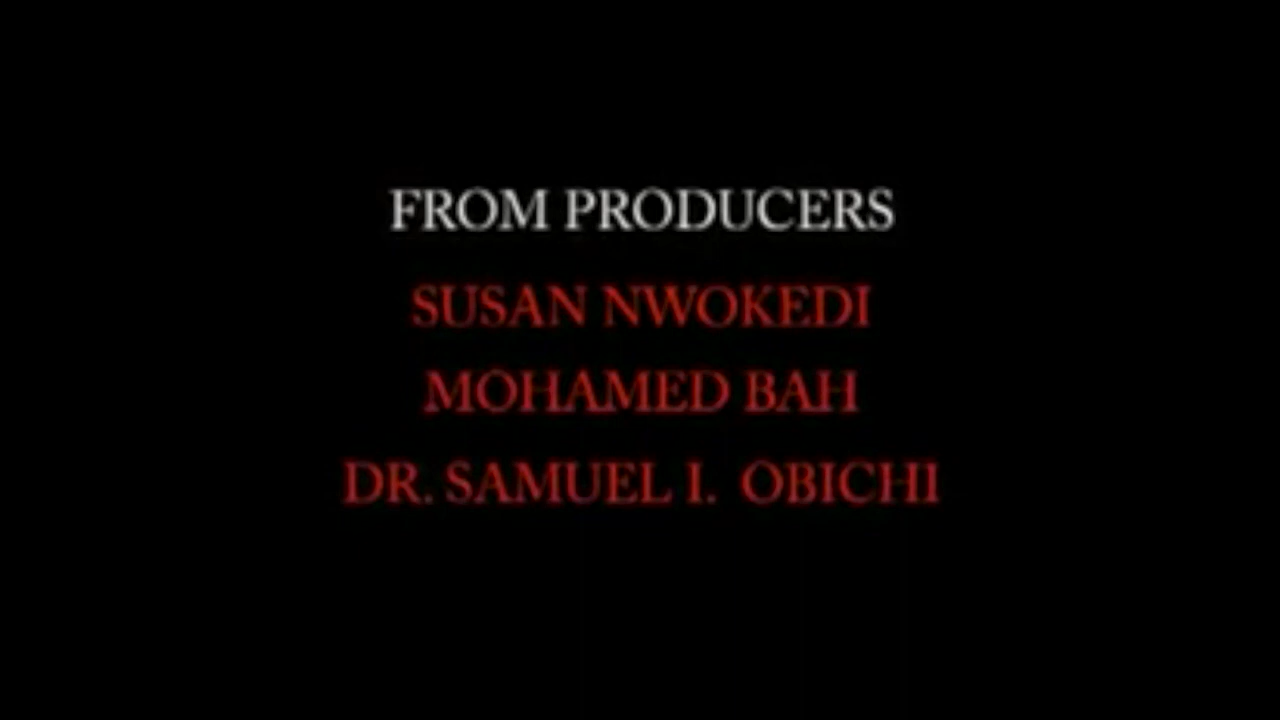 FROM PRODUCERS
SUSAN NWOKEDI
MOHAMED BAH
DR. SAMUEL I. OBICHI